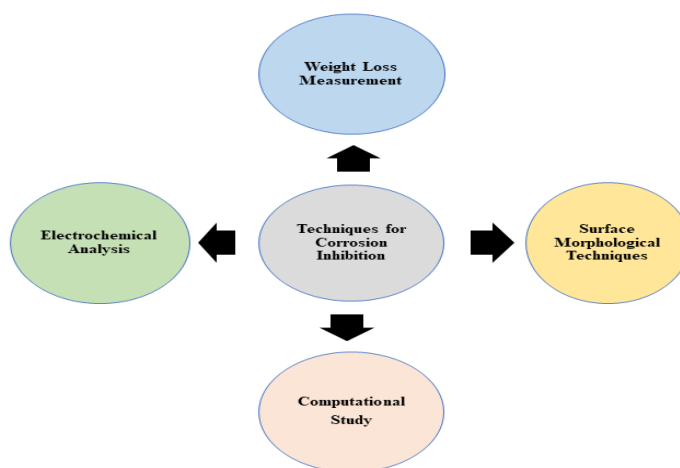 Weight Loss
Measurement
Electrochemical
Analysis
Techniques for
Corrosion
Inhibition
Surface
Morphological
Techniques
Computational
Study